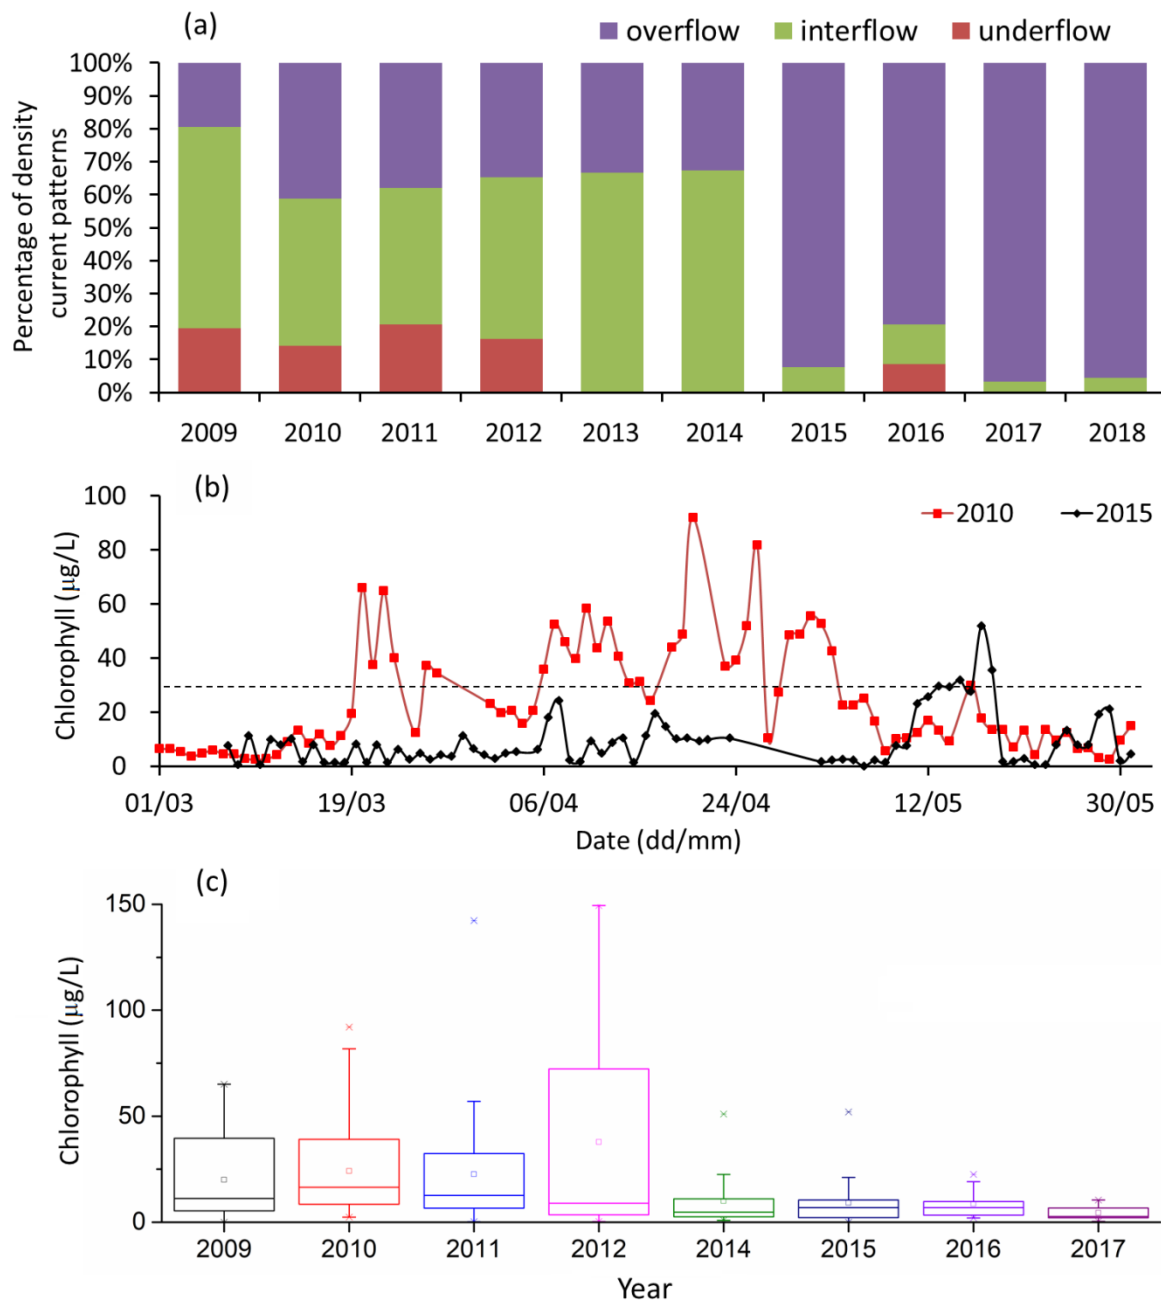 (a)
overflow interflow underflow
Percentage of density
current patterns
100%
90%
80%
70%
60%
50%
40%
30%
20%
10%
0%
2009 2010 2011 2012 2013 2014 2015 2016 2017 2018
(b)
2010 2015
Chlorophyll (μg/L)
100
80
60
40
20
0
01/03 19/03 06/04 24/04 12/05 30/05
Date (dd/mm)
(c)
Chlorophyll (μg/L)
150
100
50
0
2009 2010 2011 2012 2014 2015 2016 2017
Year